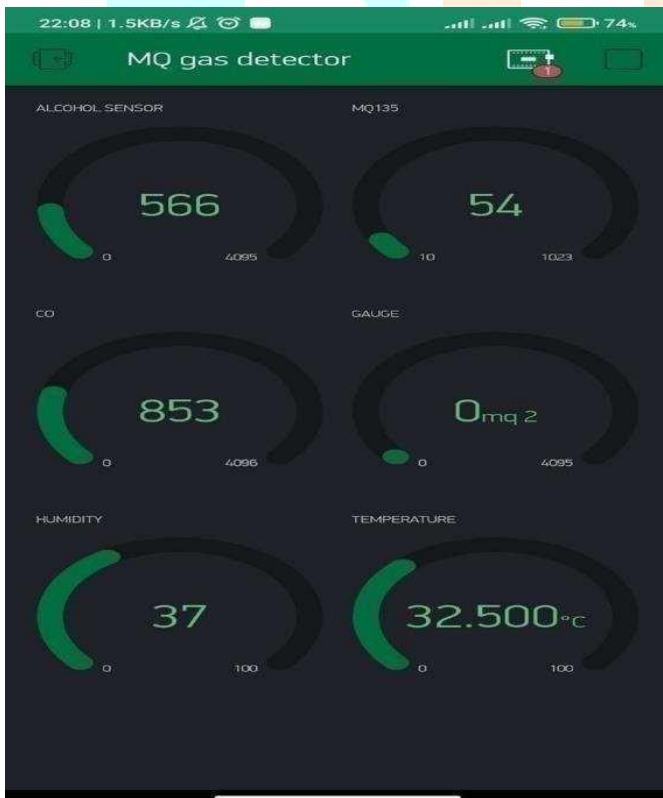 22:08 | 1.5KB/s 74%
MQ gas detector
1
ALCOHOL SENSOR MQ135
566 54
0 4095 10 1023
CO GAUGE
853 0mq 2
0 4096 0 4095
HUMIDITY TEMPERATURE
37 32.500°C
0 100 0 100